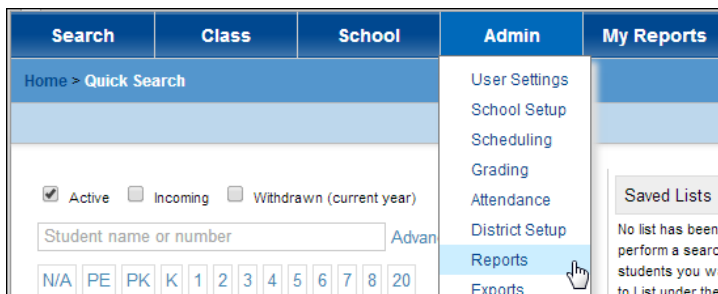 Search Class School Admin My Reports
Home > Quick Search
User Settings
School Setup
Scheduling
Grading
Attendance
District Setup
Reports
Exports
Active Incoming Withdrawn (current year)
Student name or number
N/A PE PK K 1 2 3 4 5 6 7 8 20
Saved Lists
No list has been
perform a
students you
to List under the